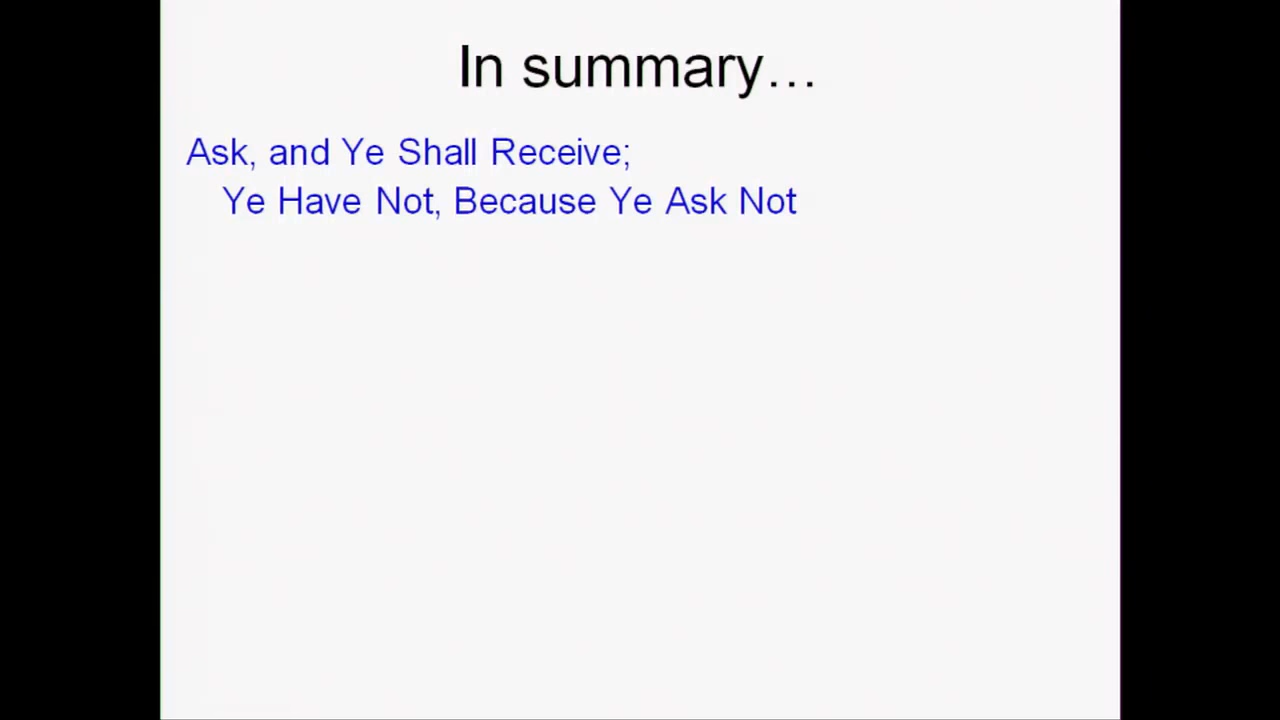 In summary…
Ask, and Ye Shall Receive;
Ye Have Not, Because Ye Ask Not